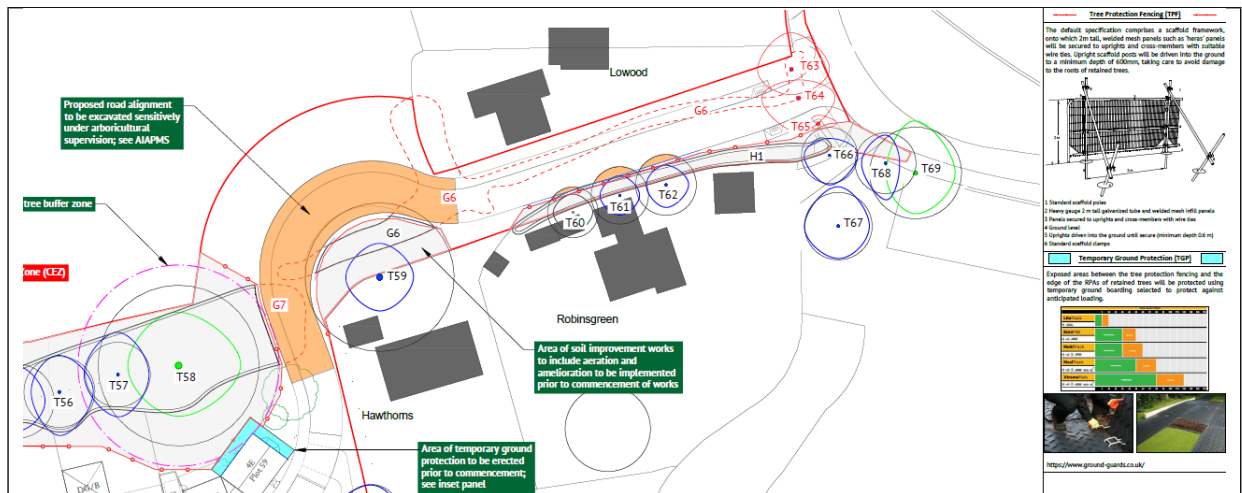 Lowood
T63
T64
T65
G6
Proposed road alignment
to be excavated sensitively
under arboricultural
supervision; see AIAPMS
H1
T66
T68
T69
T67
T62
T61
T60
G6
tree buffer zone
G6
T59
one (CEZ)
G7
T58
T57
T56
Robinsgreen
Area of soil improvement works
to include aeration and
amelioration to be implemented
prior to commencement of works
Hawthorns
Area of temporary ground
protection to be erected
prior to commencement;
see inset panel
4E
Plot 59
DG/B
Tree Protection Fencing (TPF)
The default specification comprises a scaffold framework,
onto which 2m tall, welded mesh panels such as 'heras' panels
will be secured to uprights and cross-members with suitable
wire ties. Upright scaffold posts will be driven into the ground
to a minimum depth of 600mm, taking care to avoid damage
to the roots of retained trees.
1 Standard scaffold poles
2 Heavy gauge 2 m tall galvanized tube and welded mesh infill panels
3 Panels secured to uprights and cross-members with wire ties
4 Ground level
5 Uprights driven into the ground until secure (minimum depth 0.6 m)
6 Standard scaffold clamps
Temporary Ground Protection (TGP)
Exposed areas between the tree protection fencing and the
edge of the RPAs of retained trees will be protected using
temporary ground boarding selected to protect against
anticipated loading.
https://www.ground-guards.co.uk/